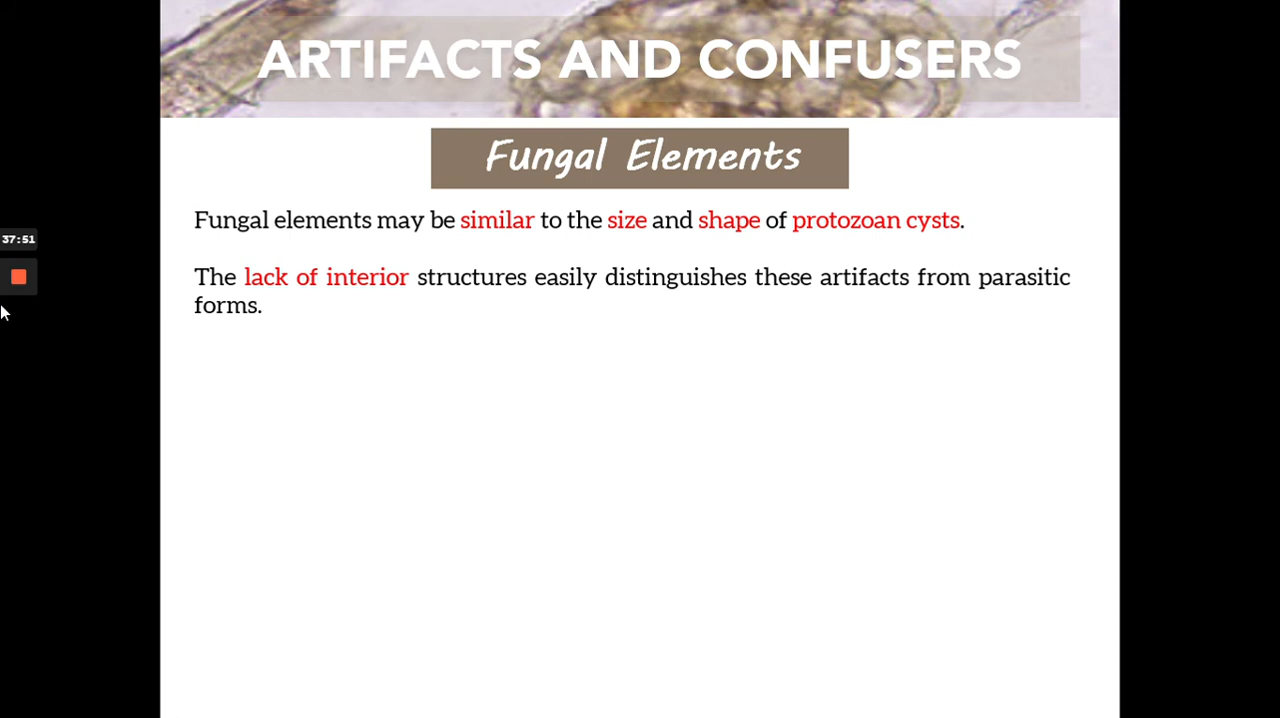 ARTIFACTS AND CONFUSERS
Fungal Elements
Fungal elements may be similar to the size and shape of protozoan cysts.
37:51
The lack of interior structures easily distinguishes these artifacts from parasitic
forms.